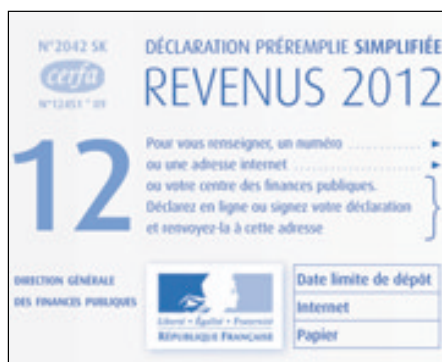 N°2042 SK
cerfa
N°12451 * 09
DÉCLARATION PRÉREMPLIE SIMPLIFIÉE
REVENUS 2012
12
Pour vous renseigner, un numéro
ou une adresse internet
ou votre centre des finances publiques.
Déclarez en ligne ou signez votre déclaration
et renvoyez-la à cette adresse
DIRECTION GÉNÉRALE
DES FINANCES PUBLIQUES
Liberté • Égalité • Fraternité
RÉPUBLIQUE FRANÇAISE
Date limite de dépôt
Internet
Papier